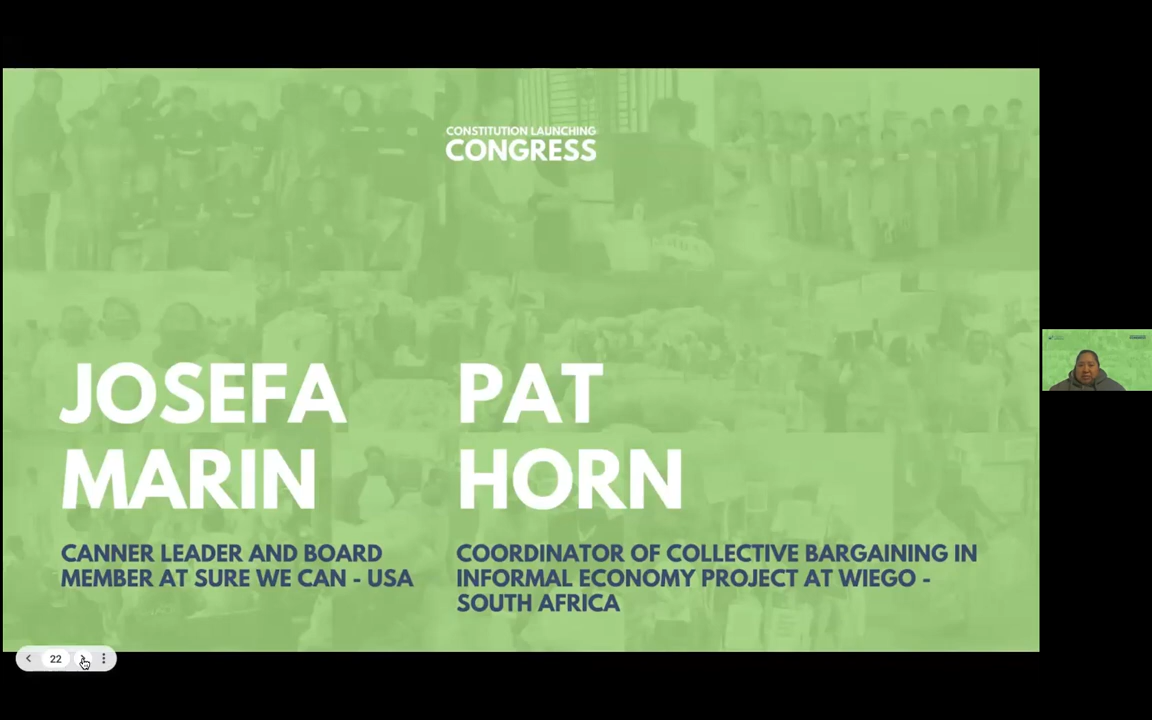 CONSTITUTION LAUNCHING
CONGRESS
JOSEFA
MARIN
CANNER LEADER AND BOARD
MEMBER AT SURE WE CAN - USA
PAT
HORN
COORDINATOR OF COLLECTIVE BARGAINING IN
INFORMAL ECONOMY PROJECT AT WIEGO -
SOUTH AFRICA
22